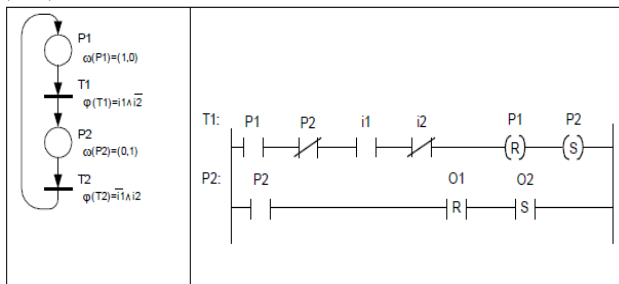 P1
ω(P1)=(1,0)
T1
φ(T1)=i1∧i2̅
P2
ω(P2)=(0,1)
T2
φ(T2)=i̅1̅∧i2
T1: P1 P2 i1 i2 P1 P2
R S
P2: P2 O1 O2
R S